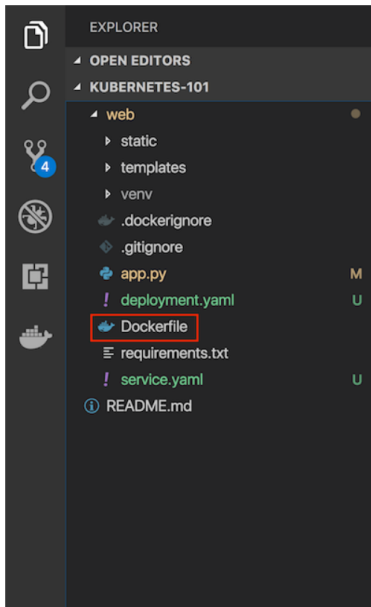 EXPLORER
OPEN EDITORS
KUBERNETES-101
web
static
templates
venv
.dockerignore
.gitignore
app.py M
deployment.yaml U
Dockerfile
requirements.txt
service.yaml U
README.md
4